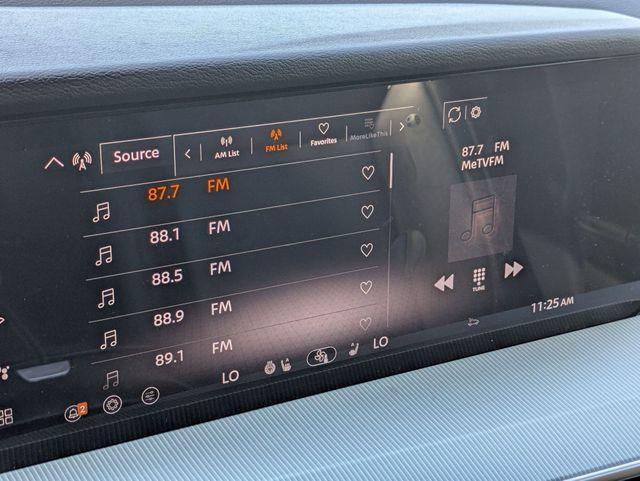 Source
AM List
FM List
Favorites
MoreLikeThis
87.7 FM
MeTVFM
87.7 FM
88.1 FM
88.5 FM
88.9 FM
89.1 FM
TUNE
11:25 AM
LO
A
A
LO
2